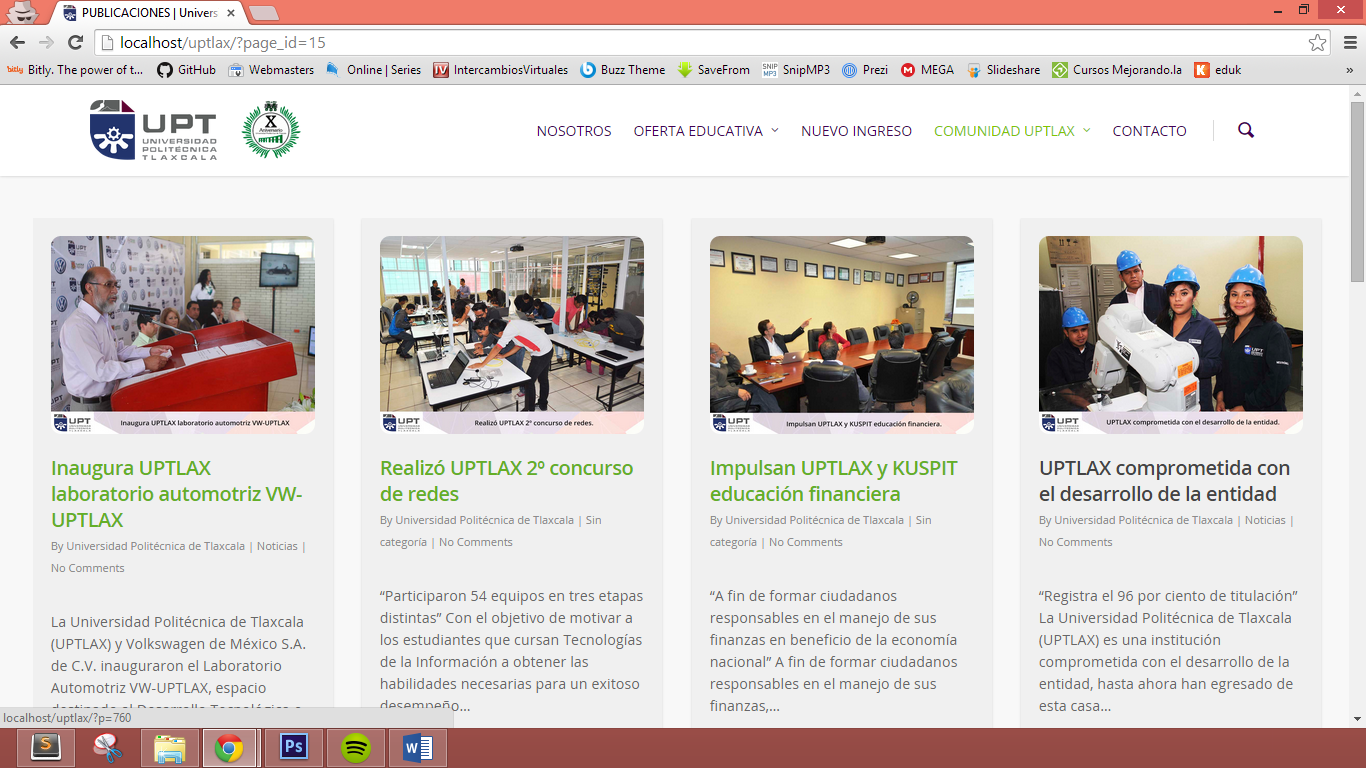 PUBLICACIONES | Univers
localhost/uptlax/?page_id=15
bitly Bitly. The power of t...
GitHub
Webmasters
Online | Series
IV IntercambiosVirtuales
Buzz Theme
SaveFrom
SNIP MP3 SnipMP3
Prezi
M MEGA
Slideshare
Cursos Mejorando.la
K eduk
»
UPT
UNIVERSIDAD
POLITÉCNICA
TLAXCALA
X
Aniversario
NOSOTROS
OFERTA EDUCATIVA
NUEVO INGRESO
COMUNIDAD UPTLAX
CONTACTO
UPT
Inaugura UPTLAX laboratorio automotriz VW-UPTLAX
Inaugura UPTLAX
laboratorio automotriz VW-
UPTLAX
By Universidad Politécnica de Tlaxcala | Noticias |
No Comments
La Universidad Politécnica de Tlaxcala
(UPTLAX) y Volkswagen de México S.A.
de C.V. inauguraron el Laboratorio
Automotriz VW-UPTLAX, espacio
destinado al Desarrollo Tecnológico e
UPT
Realizó UPTLAX 2º concurso de redes.
Realizó UPTLAX 2º concurso
de redes
By Universidad Politécnica de Tlaxcala | Sin
categoría | No Comments
“Participaron 54 equipos en tres etapas
distintas” Con el objetivo de motivar a
los estudiantes que cursan Tecnologías
de la Información a obtener las
habilidades necesarias para un exitoso
desempeño...
UPT
Impulsan UPTLAX y KUSPIT educación financiera.
Impulsan UPTLAX y KUSPIT
educación financiera
By Universidad Politécnica de Tlaxcala | Sin
categoría | No Comments
“A fin de formar ciudadanos
responsables en el manejo de sus
finanzas en beneficio de la economía
nacional” A fin de formar ciudadanos
responsables en el manejo de sus
finanzas,...
UPT
UPT
UPTLAX comprometida con el desarrollo de la entidad.
UPTLAX comprometida con
el desarrollo de la entidad
By Universidad Politécnica de Tlaxcala | Noticias |
No Comments
“Registra el 96 por ciento de titulación”
La Universidad Politécnica de Tlaxcala
(UPTLAX) es una institución
comprometida con el desarrollo de la
entidad, hasta ahora han egresado de
esta casa...
localhost/uptlax/?p=760
S
Ps
W